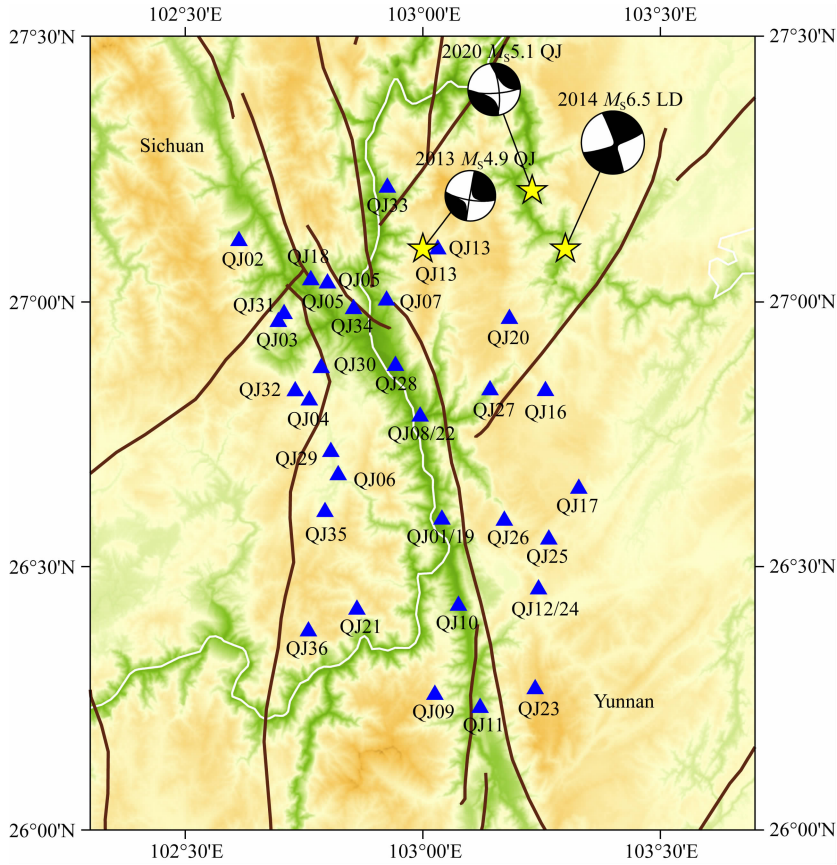 102°30′E 103°00′E 103°30′E
27°30′N 27°30′N
2020 Ms5.1 QJ
2014 Ms6.5 LD
Sichuan
2013 Ms4.9 QJ
QJ33
QJ13
QJ02
QJ18
QJ13
QJ05
QJ05
QJ07
27°00′N 27°00′N
QJ31
QJ34
QJ03
QJ20
QJ30
QJ28
QJ32
QJ27
QJ16
QJ04
QJ08/22
QJ29
QJ06
QJ17
QJ35
QJ01/19
QJ26
QJ25
26°30′N 26°30′N
QJ12/24
QJ10
QJ21
QJ36
Yunnan
QJ09
QJ23
QJ11
26°00′N 26°00′N
102°30′E 103°00′E 103°30′E